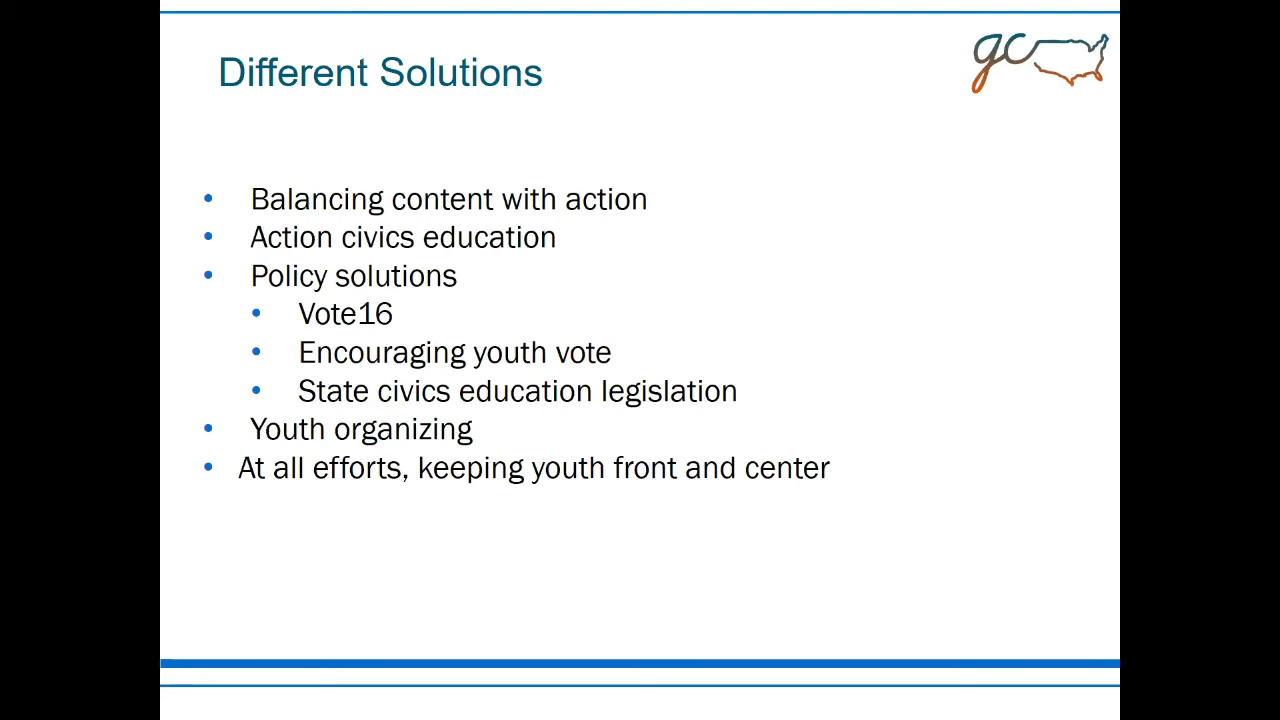 Different Solutions
gc
• Balancing content with action
• Action civics education
• Policy solutions
• Vote16
• Encouraging youth vote
• State civics education legislation
• Youth organizing
• At all efforts, keeping youth front and center